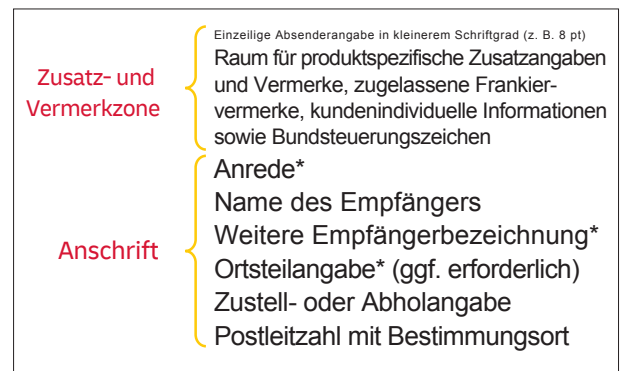 Zusatz- und
Vermerkzone
Einzeilige Absenderangabe in kleinerem Schriftgrad (z. B. 8 pt)
Raum für produktspezifische Zusatzangaben
und Vermerke, zugelassene Frankier-
vermerke, kundenindividuelle Informationen
sowie Bundsteuerungszeichen
Anschrift
Anrede*
Name des Empfängers
Weitere Empfängerbezeichnung*
Ortsteilangabe* (ggf. erforderlich)
Zustell- oder Abholangabe
Postleitzahl mit Bestimmungsort